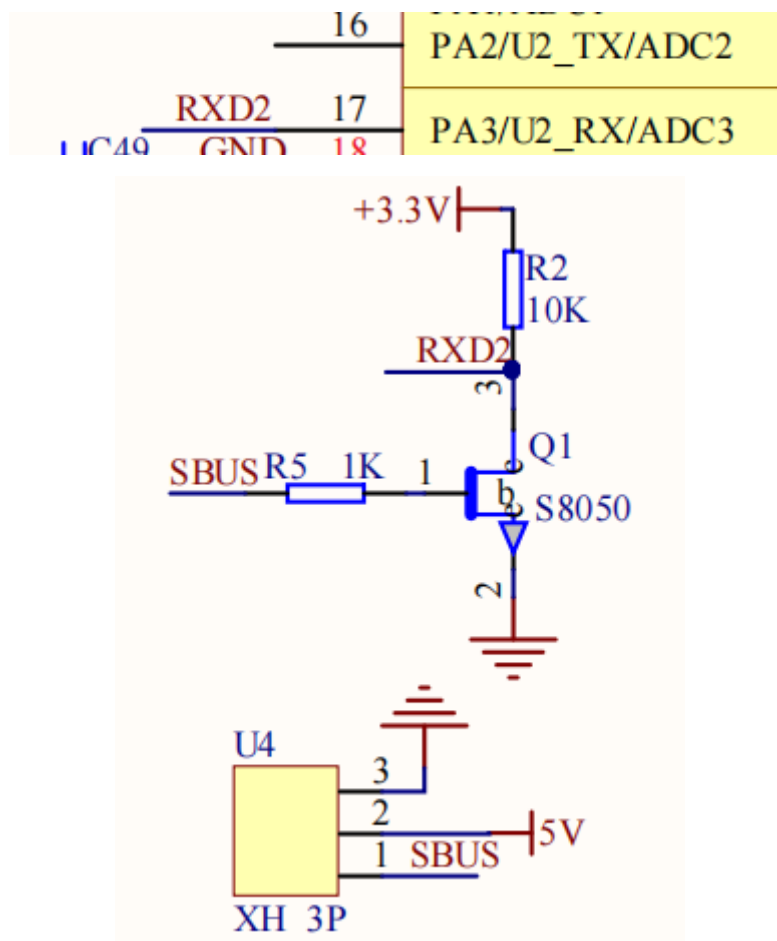 16
PA2/U2_TX/ADC2
RXD2 17
PA3/U2_RX/ADC3
C49 GND 18
+3.3V
R2
10K
RXD2
3
c
Q1
SBUS R5 1K 1
b
e
S8050
2
U4
3
2
5V
1 SBUS
XH 3P